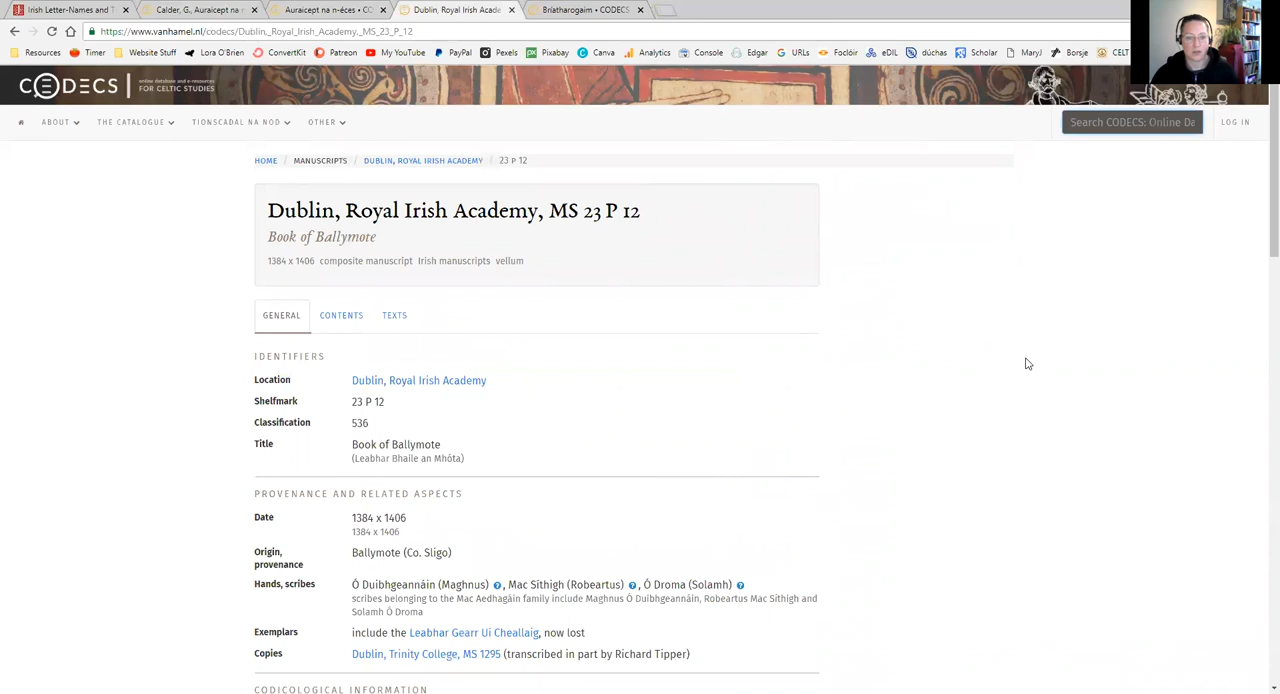 Irish Letter-Names and T
Calder, G., Auraicept na n
Auraicept na n-éces | CO
Dublin, Royal Irish Acade
Bríatharogaim | CODECS
https://www.vanhamel.nl/codecs/Dublin,_Royal_Irish_Academy,_MS_23_P_12
Resources Timer Website Stuff Lora O'Brien ConvertKit Patreon My YouTube PayPal Pexels Pixabay Canva Analytics Console Edgar URLs Foclóir eDIL dúchas Scholar MaryJ Borsje CELT
CODECS
online database and e-resources
FOR CELTIC STUDIES
ABOUT THE CATALOGUE TIONSCADAL NA NOD OTHER
Search CODECS: Online Da
LOG IN
HOME / MANUSCRIPTS / DUBLIN, ROYAL IRISH ACADEMY / 23 P 12
Dublin, Royal Irish Academy, MS 23 P 12
Book of Ballymote
1384 x 1406 composite manuscript Irish manuscripts vellum
GENERAL CONTENTS TEXTS
IDENTIFIERS
Location Dublin, Royal Irish Academy
Shelfmark 23 P 12
Classification 536
Title Book of Ballymote
(Leabhar Bhaile an Mhóta)
PROVENANCE AND RELATED ASPECTS
Date 1384 x 1406
1384 x 1406
Origin, provenance Ballymote (Co. Sligo)
Hands, scribes Ó Duibhgeannáin (Maghnus) , Mac Síthigh (Robeartus) , Ó Droma (Solamh)
scribes belonging to the Mac Aedhagáin family include Maghnus Ó Duibhgeannáin, Robeartus Mac Síthigh and
Solamh Ó Droma
Exemplars include the Leabhar Gearr Uí Cheallaig, now lost
Copies Dublin, Trinity College, MS 1295 (transcribed in part by Richard Tipper)
CODICOLOGICAL INFORMATION